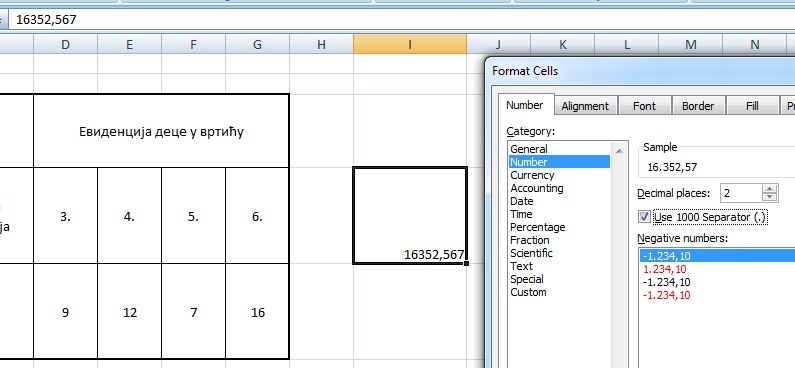 16352,567
D E F G H I J K L M N
Format Cells
Number Alignment Font Border Fill
Евиденција деце у вртићу
Category:
General
Number
Currency
Accounting
Date
Time
Percentage
Fraction
Scientific
Text
Special
Custom
Sample
16.352,57
Decimal places: 2
Use 1000 Separator (.)
Negative numbers:
-1.234,10
1.234,10
-1.234,10
-1.234,10
ја 3. 4. 5. 6.
16352,567
9 12 7 16